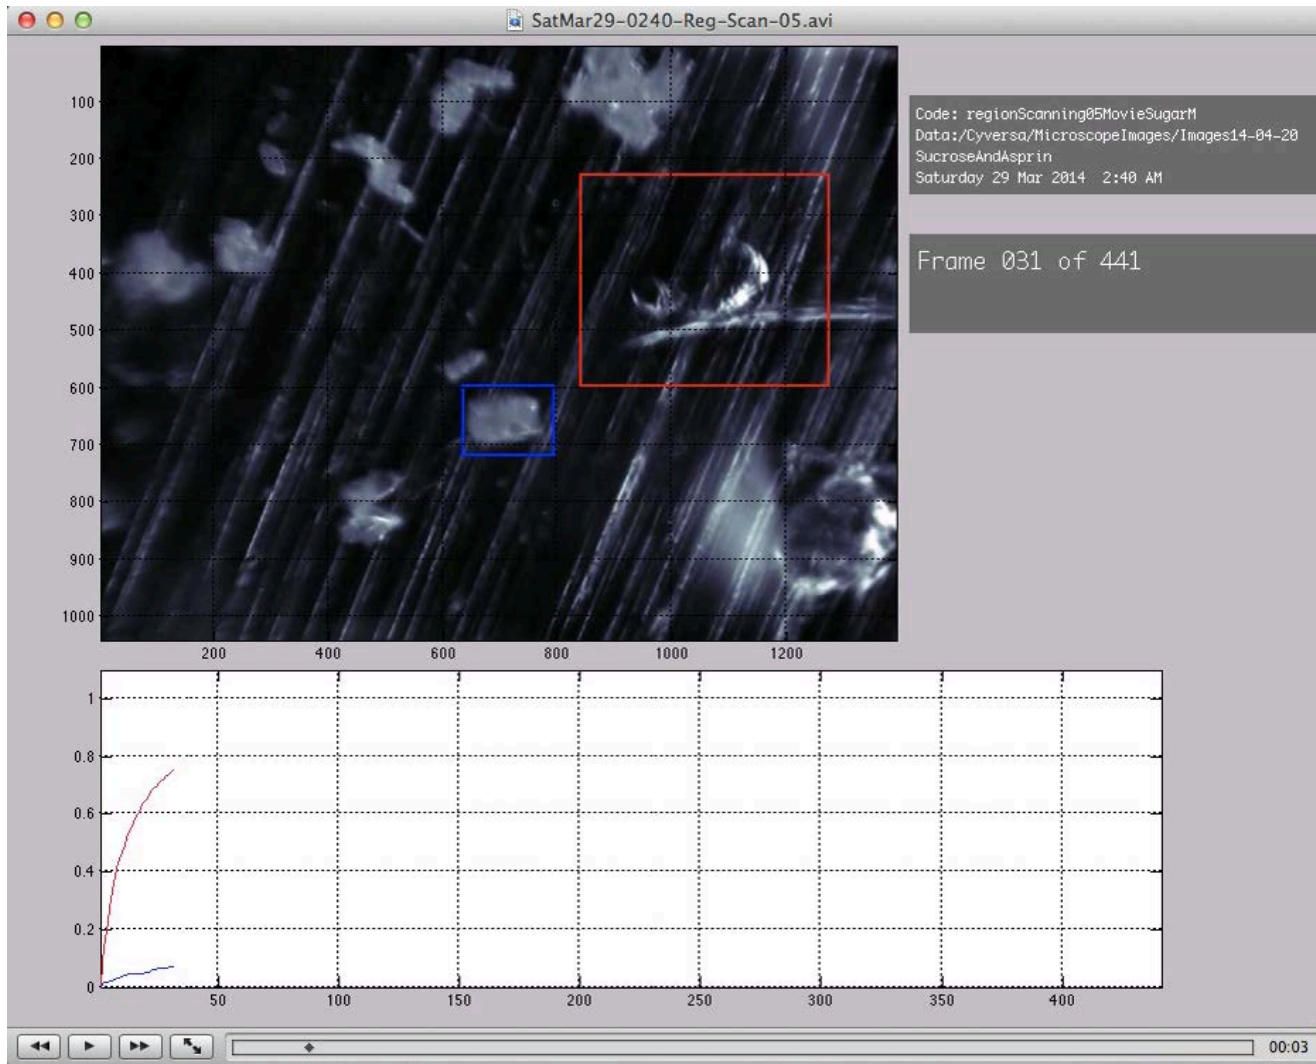 SatMar29-0240-Reg-Scan-05.avi
Code: regionScanning05MovieSugarM
Data:/Cyversa/MicroscopeImages/Images14-04-20
SucroseAndAsprin
Saturday 29 Mar 2014 2:40 AM
Frame 031 of 441
100
200
300
400
500
600
700
800
900
1000
200 400 600 800 1000 1200
1
0.8
0.6
0.4
0.2
0
50 100 150 200 250 300 350 400
00:03